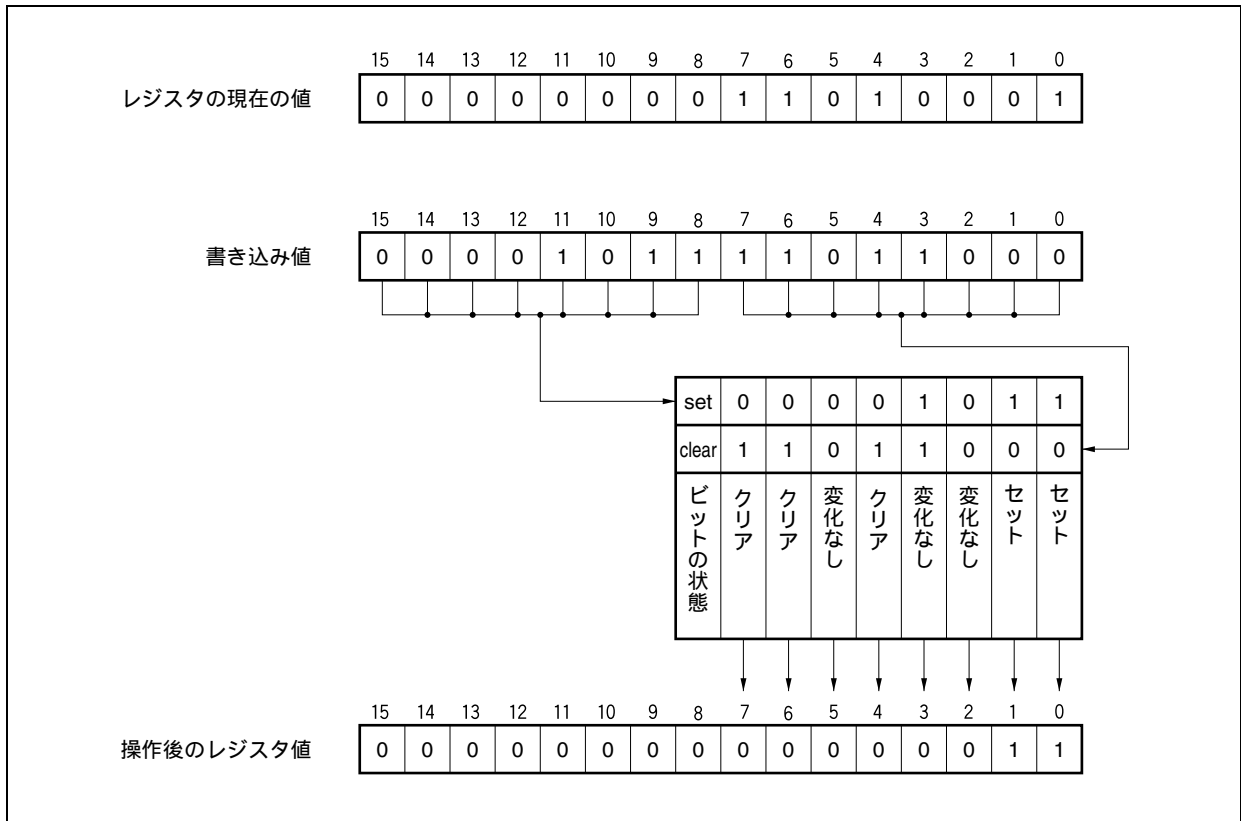 15 14 13 12 11 10 9 8 7 6 5 4 3 2 1 0
レジスタの現在の値 0 0 0 0 0 0 0 0 1 1 0 1 0 0 0 1
15 14 13 12 11 10 9 8 7 6 5 4 3 2 1 0
書き込み値 0 0 0 0 1 0 1 1 1 1 0 1 1 0 0 0
set 0 0 0 0 1 0 1 1
clear 1 1 0 1 1 0 0 0
ビットの状態 クリア クリア 変化なし クリア 変化なし 変化なし セット セット
15 14 13 12 11 10 9 8 7 6 5 4 3 2 1 0
操作後のレジスタ値 0 0 0 0 0 0 0 0 0 0 0 0 0 0 1 1